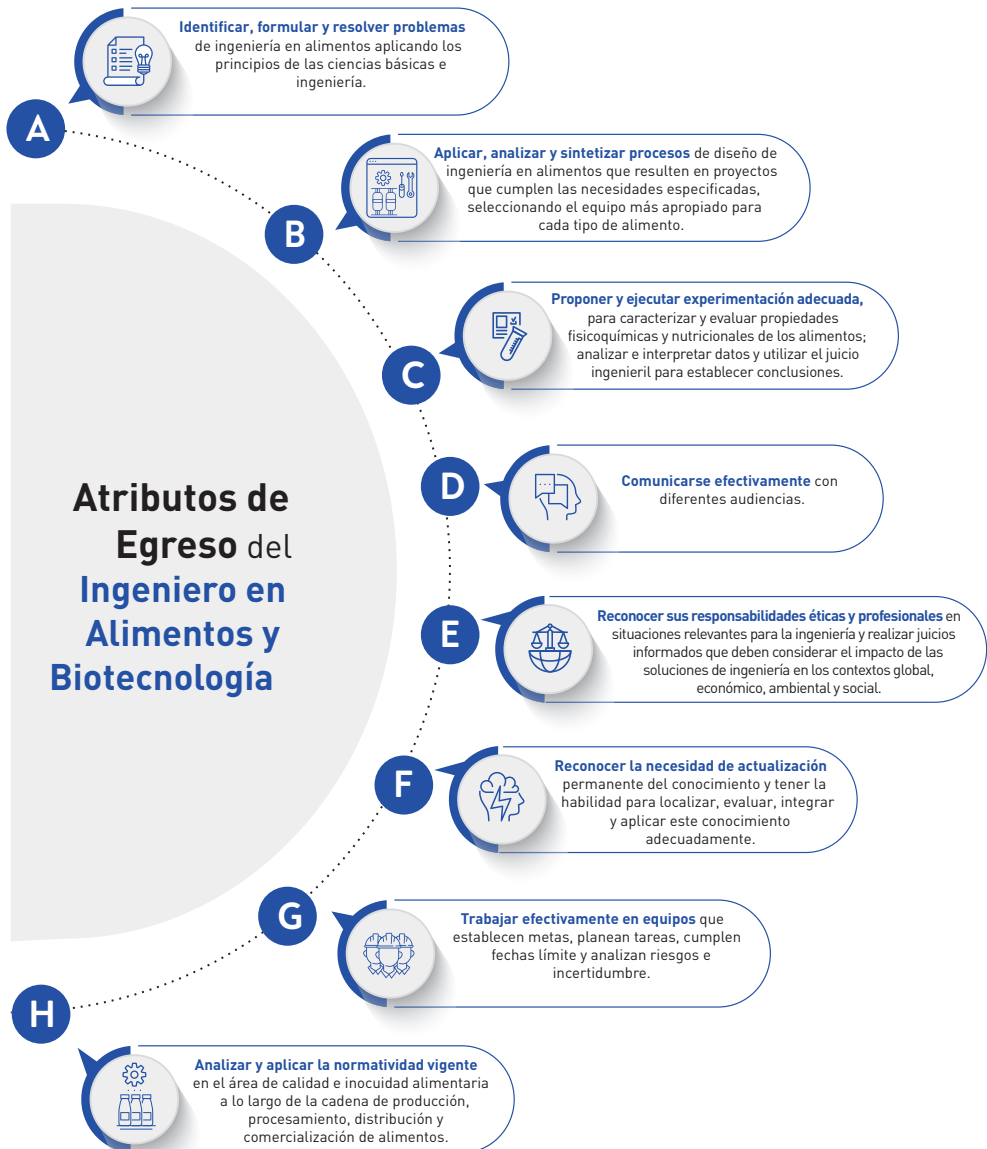 A
Identificar, formular y resolver problemas
de ingeniería en alimentos aplicando los
principios de las ciencias básicas e
ingeniería.
B
Aplicar, analizar y sintetizar procesos de diseño de
ingeniería en alimentos que resulten en proyectos
que cumplen las necesidades especificadas,
seleccionando el equipo más apropiado para
cada tipo de alimento.
C
Proponer y ejecutar experimentación adecuada,
para caracterizar y evaluar propiedades
fisicoquímicas y nutricionales de los alimentos;
analizar e interpretar datos y utilizar el juicio
ingenieril para establecer conclusiones.
Atributos de
Egreso del
Ingeniero en
Alimentos y
Biotecnología
D
Comunicarse efectivamente con
diferentes audiencias.
E
Reconocer sus responsabilidades éticas y profesionales en
situaciones relevantes para la ingeniería y realizar juicios
informados que deben considerar el impacto de las
soluciones de ingeniería en los contextos global,
económico, ambiental y social.
F
Reconocer la necesidad de actualización
permanente del conocimiento y tener la
habilidad para localizar, evaluar, integrar
y aplicar este conocimiento
adecuadamente.
G
Trabajar efectivamente en equipos que
establecen metas, planean tareas, cumplen
fechas límite y analizan riesgos e
incertidumbre.
H
Analizar y aplicar la normatividad vigente
en el área de calidad e inocuidad alimentaria
a lo largo de la cadena de producción,
procesamiento, distribución y
comercialización de alimentos.